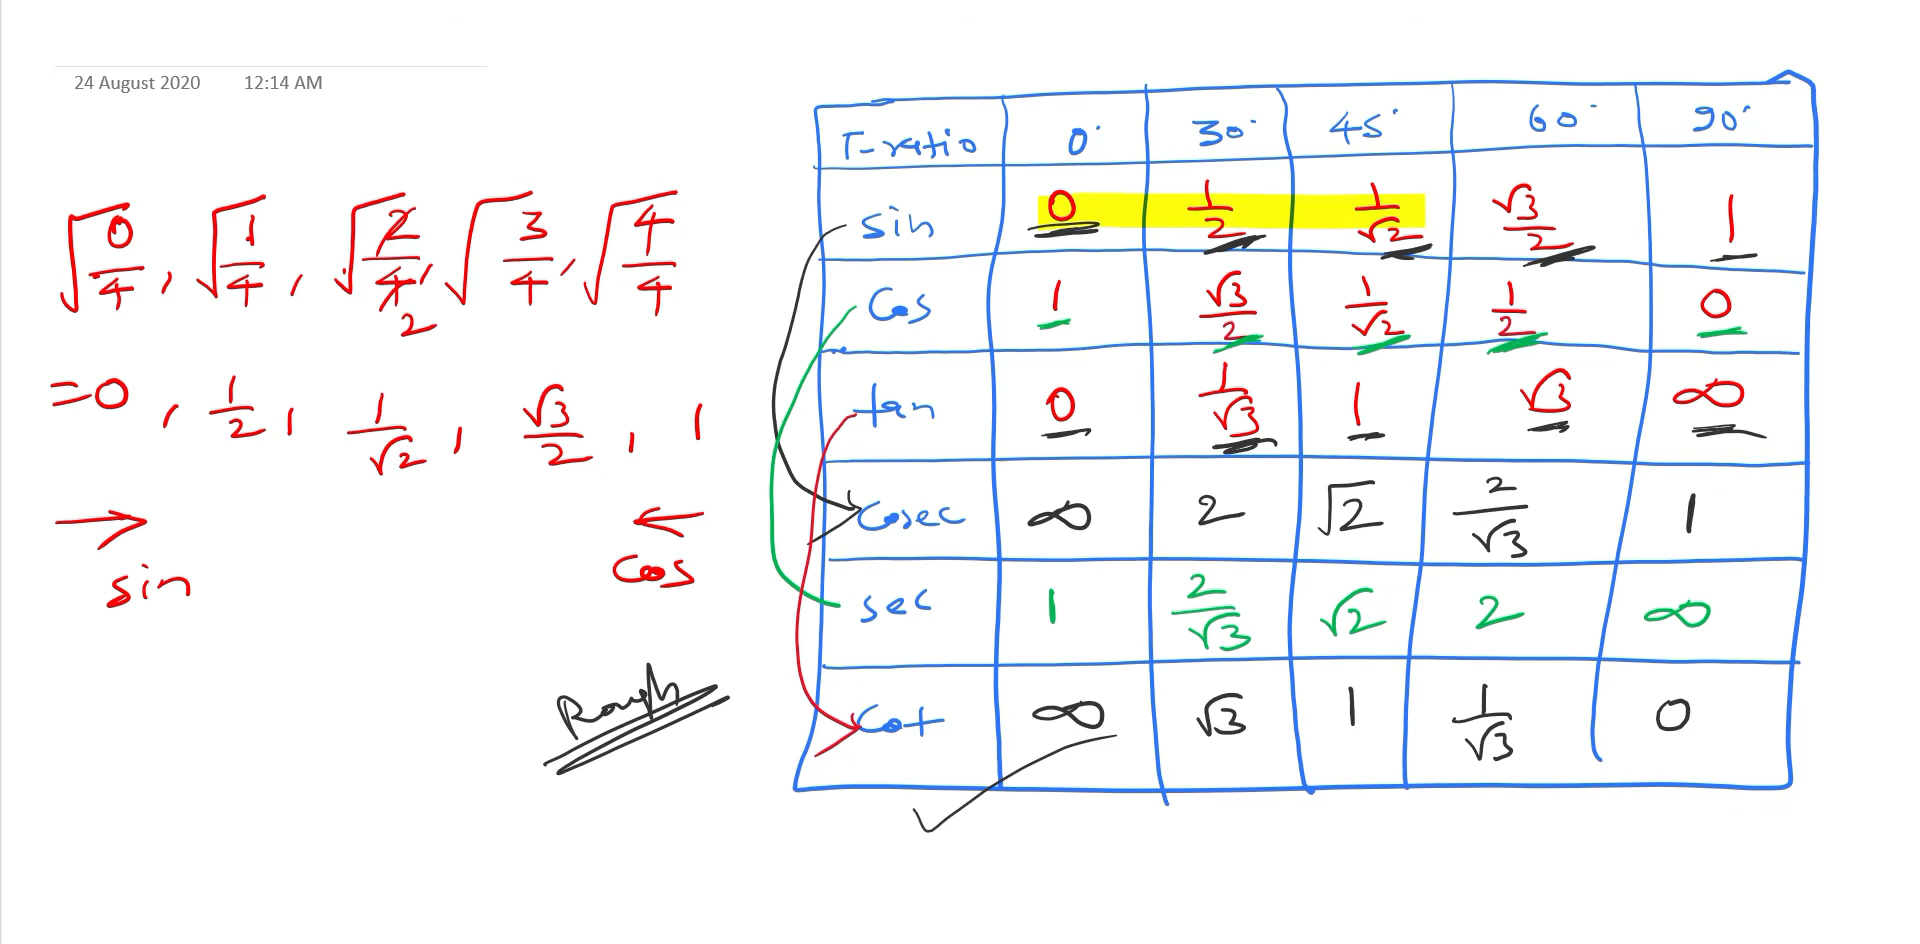 24 August 2020 12:14 AM
√0/4, √1/4, √2/4, √3/4, √4/4
2
=0, 1/2, 1/√2, √3/2, 1
→ ←
sin Cos
Rough
T-ratio 0° 30° 45° 60° 90°
sin 0 1/2 1/√2 √3/2 1
Cos 1 √3/2 1/√2 1/2 0
tan 0 1/√3 1 √3 ∞
Cosec ∞ 2 √2 2/√3 1
sec 1 2/√3 √2 2 ∞
Cot ∞ √3 1 1/√3 0